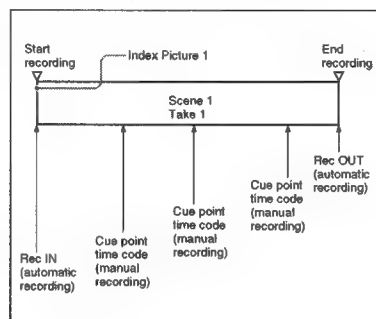 Start
recording
Index Picture 1
End
recording
Scene 1
Take 1
Rec IN
(automatic
recording)
Cue point
time code
(manual
recording)
Cue point
time code
(manual
recording)
Cue point
time code
(manual
recording)
Rec OUT
(automatic
recording)